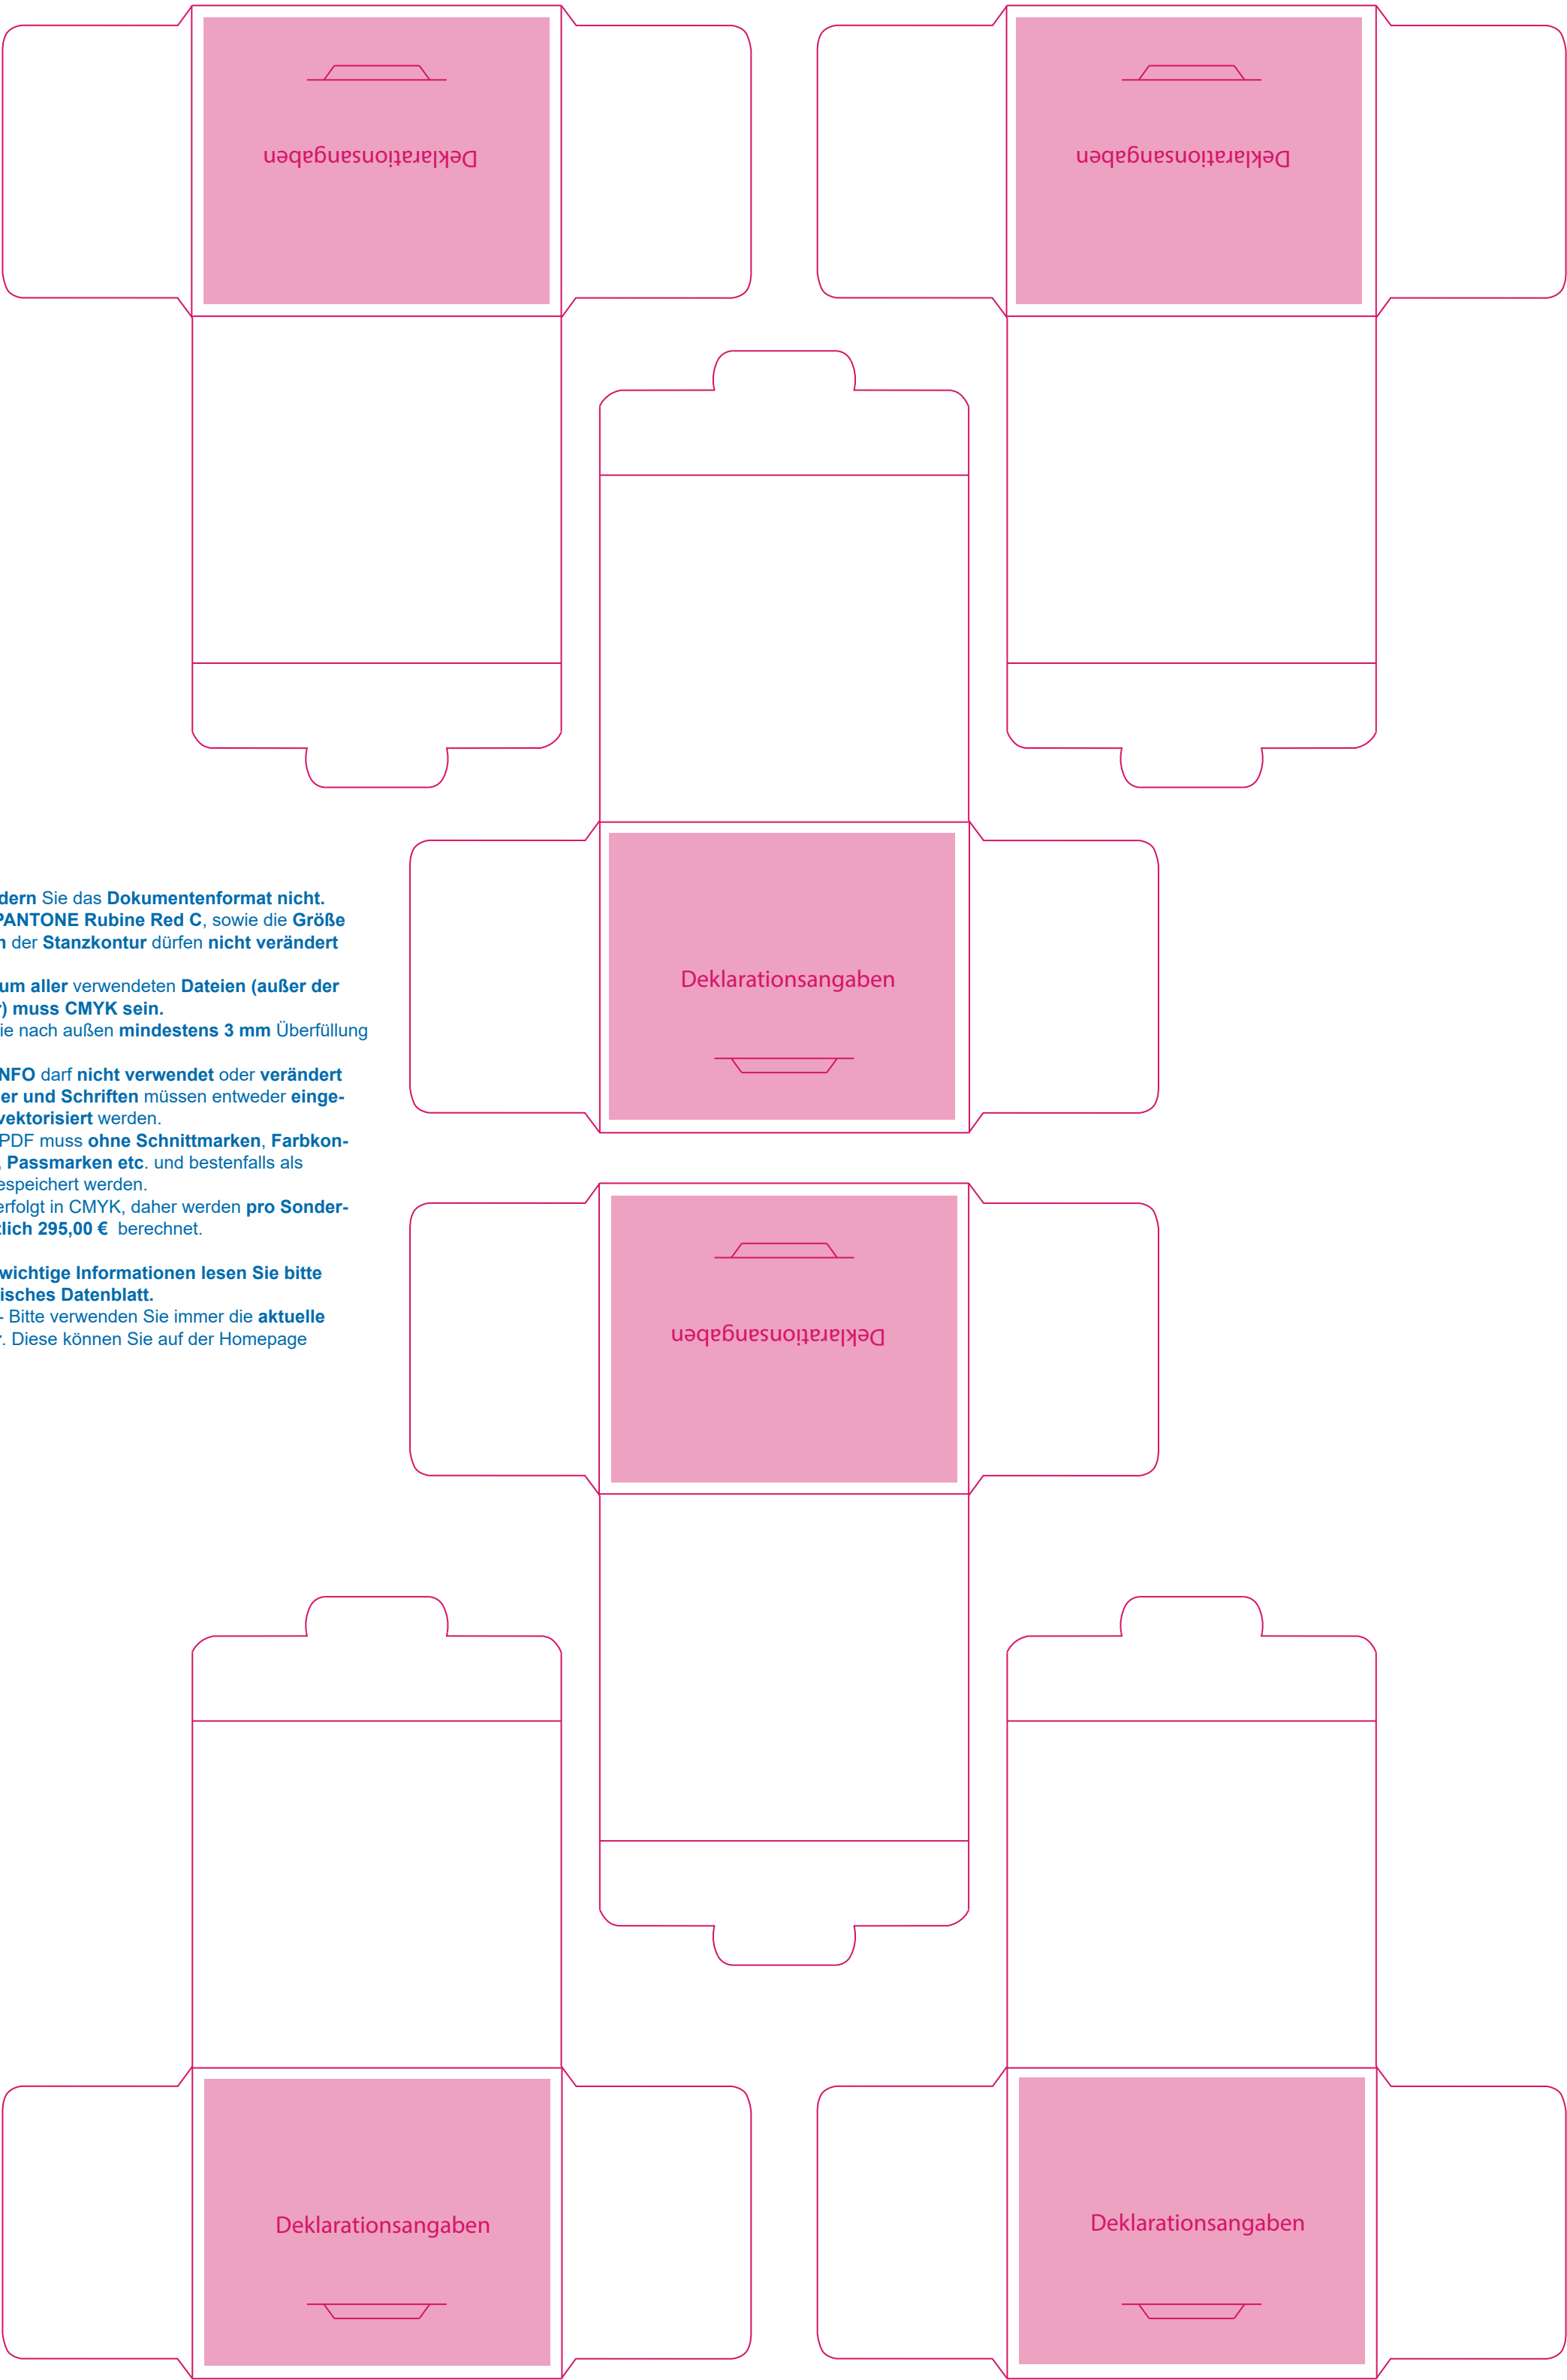 Deklarationsangaben
Deklarationsangaben
dern Sie das Dokumentenformat nicht.
PANTONE Rubine Red C, sowie die Größe
der Stanzkontur dürfen nicht verändert
um aller verwendeten Dateien (außer der
r) muss CMYK sein.
ie nach außen mindestens 3 mm Überfüllung
NFO darf nicht verwendet oder verändert
er und Schriften müssen entweder einge-
vektorisiert werden.
PDF muss ohne Schnittmarken, Farbkon-
, Passmarken etc. und bestenfalls als
espeichert werden.
erfolgt in CMYK, daher werden pro Sonder-
lich 295,00 € berechnet.
wichtige Informationen lesen Sie bitte
isches Datenblatt.
- Bitte verwenden Sie immer die aktuelle
. Diese können Sie auf der Homepage
Deklarationsangaben
Deklarationsangaben
Deklarationsangaben
Deklarationsangaben